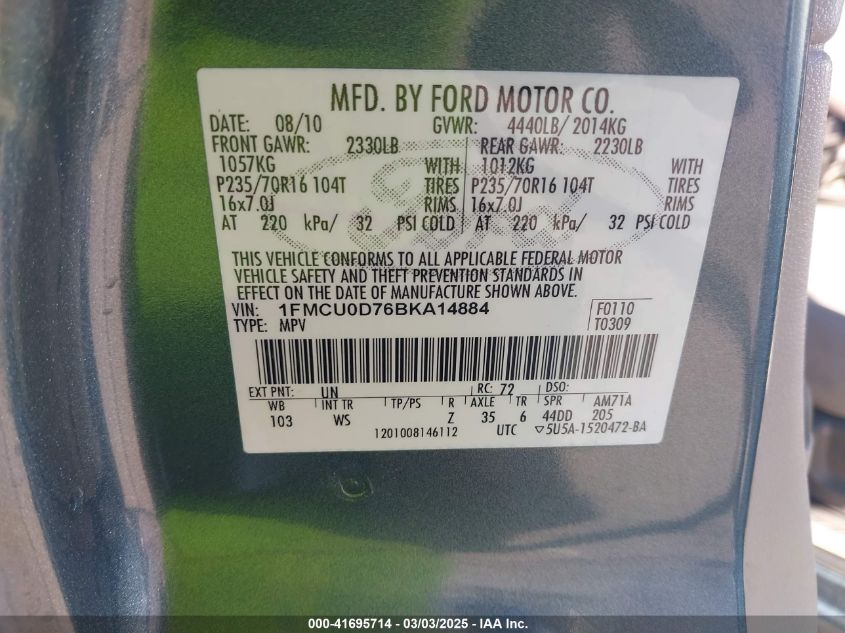 MFD. BY FORD MOTOR CO.
DATE: 08/10 GVWR: 4440LB/ 2014KG
FRONT GAWR: 2330LB REAR GAWR: 2230LB
1057KG WITH 1012KG WITH
P235/70R16 104T TIRES P235/70R16 104T TIRES
16x7.0J RIMS 16x7.0J RIMS
AT 220 kPa/ 32 PSI COLD AT 220 kPa/ 32 PSI COLD
Ford
THIS VEHICLE CONFORMS TO ALL APPLICABLE FEDERAL MOTOR
VEHICLE SAFETY AND THEFT PREVENTION STANDARDS IN
EFFECT ON THE DATE OF MANUFACTURE SHOWN ABOVE.
VIN: 1FMCU0D76BKA14884 F0110
TYPE: MPV T0309
EXT PNT: UN RC: 72 DSO:
WB INT TR TP/PS R AXLE TR SPR AM71A
103 WS Z 35 6 44DD 205
1201008146112 UTC ▽5U5A-1520472-BA
000-41695714 - 03/03/2025 - IAA Inc.